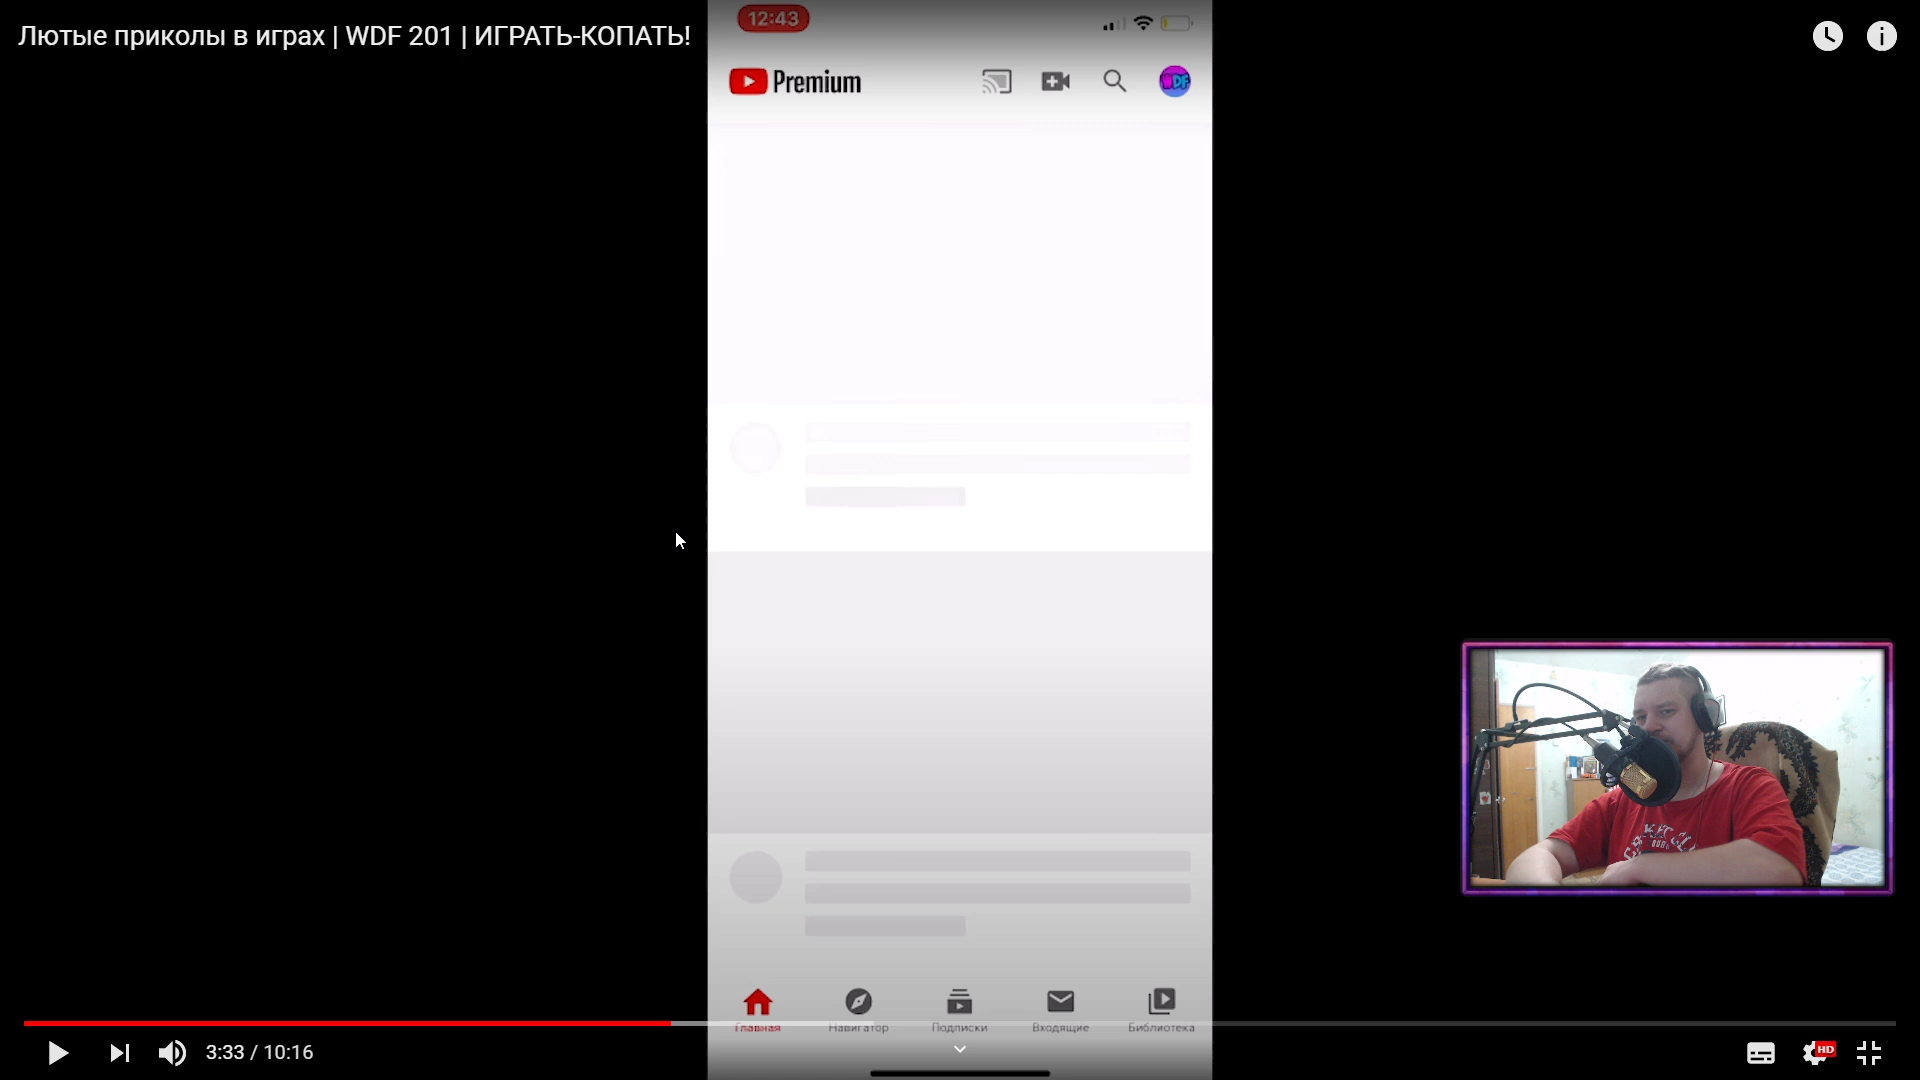 Лютые приколы в играх | WDF 201 | ИГРАТЬ-КОПАТЬ!
12:43
Premium
WDF
Главная
Навигатор
Подписки
Входящие
Библиотека
3:33 / 10:16
HD